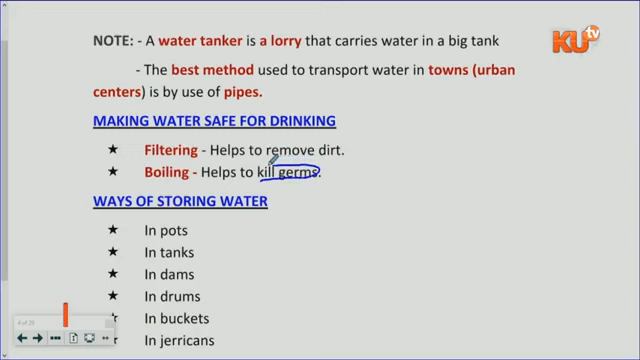 KU tv
NOTE: - A water tanker is a lorry that carries water in a big tank
- The best method used to transport water in towns (urban
centers) is by use of pipes.
MAKING WATER SAFE FOR DRINKING
★ Filtering - Helps to remove dirt.
★ Boiling - Helps to kill germs.
WAYS OF STORING WATER
★ In pots
★ In tanks
★ In dams
★ In drums
★ In buckets
★ In jerricans
4 of 29